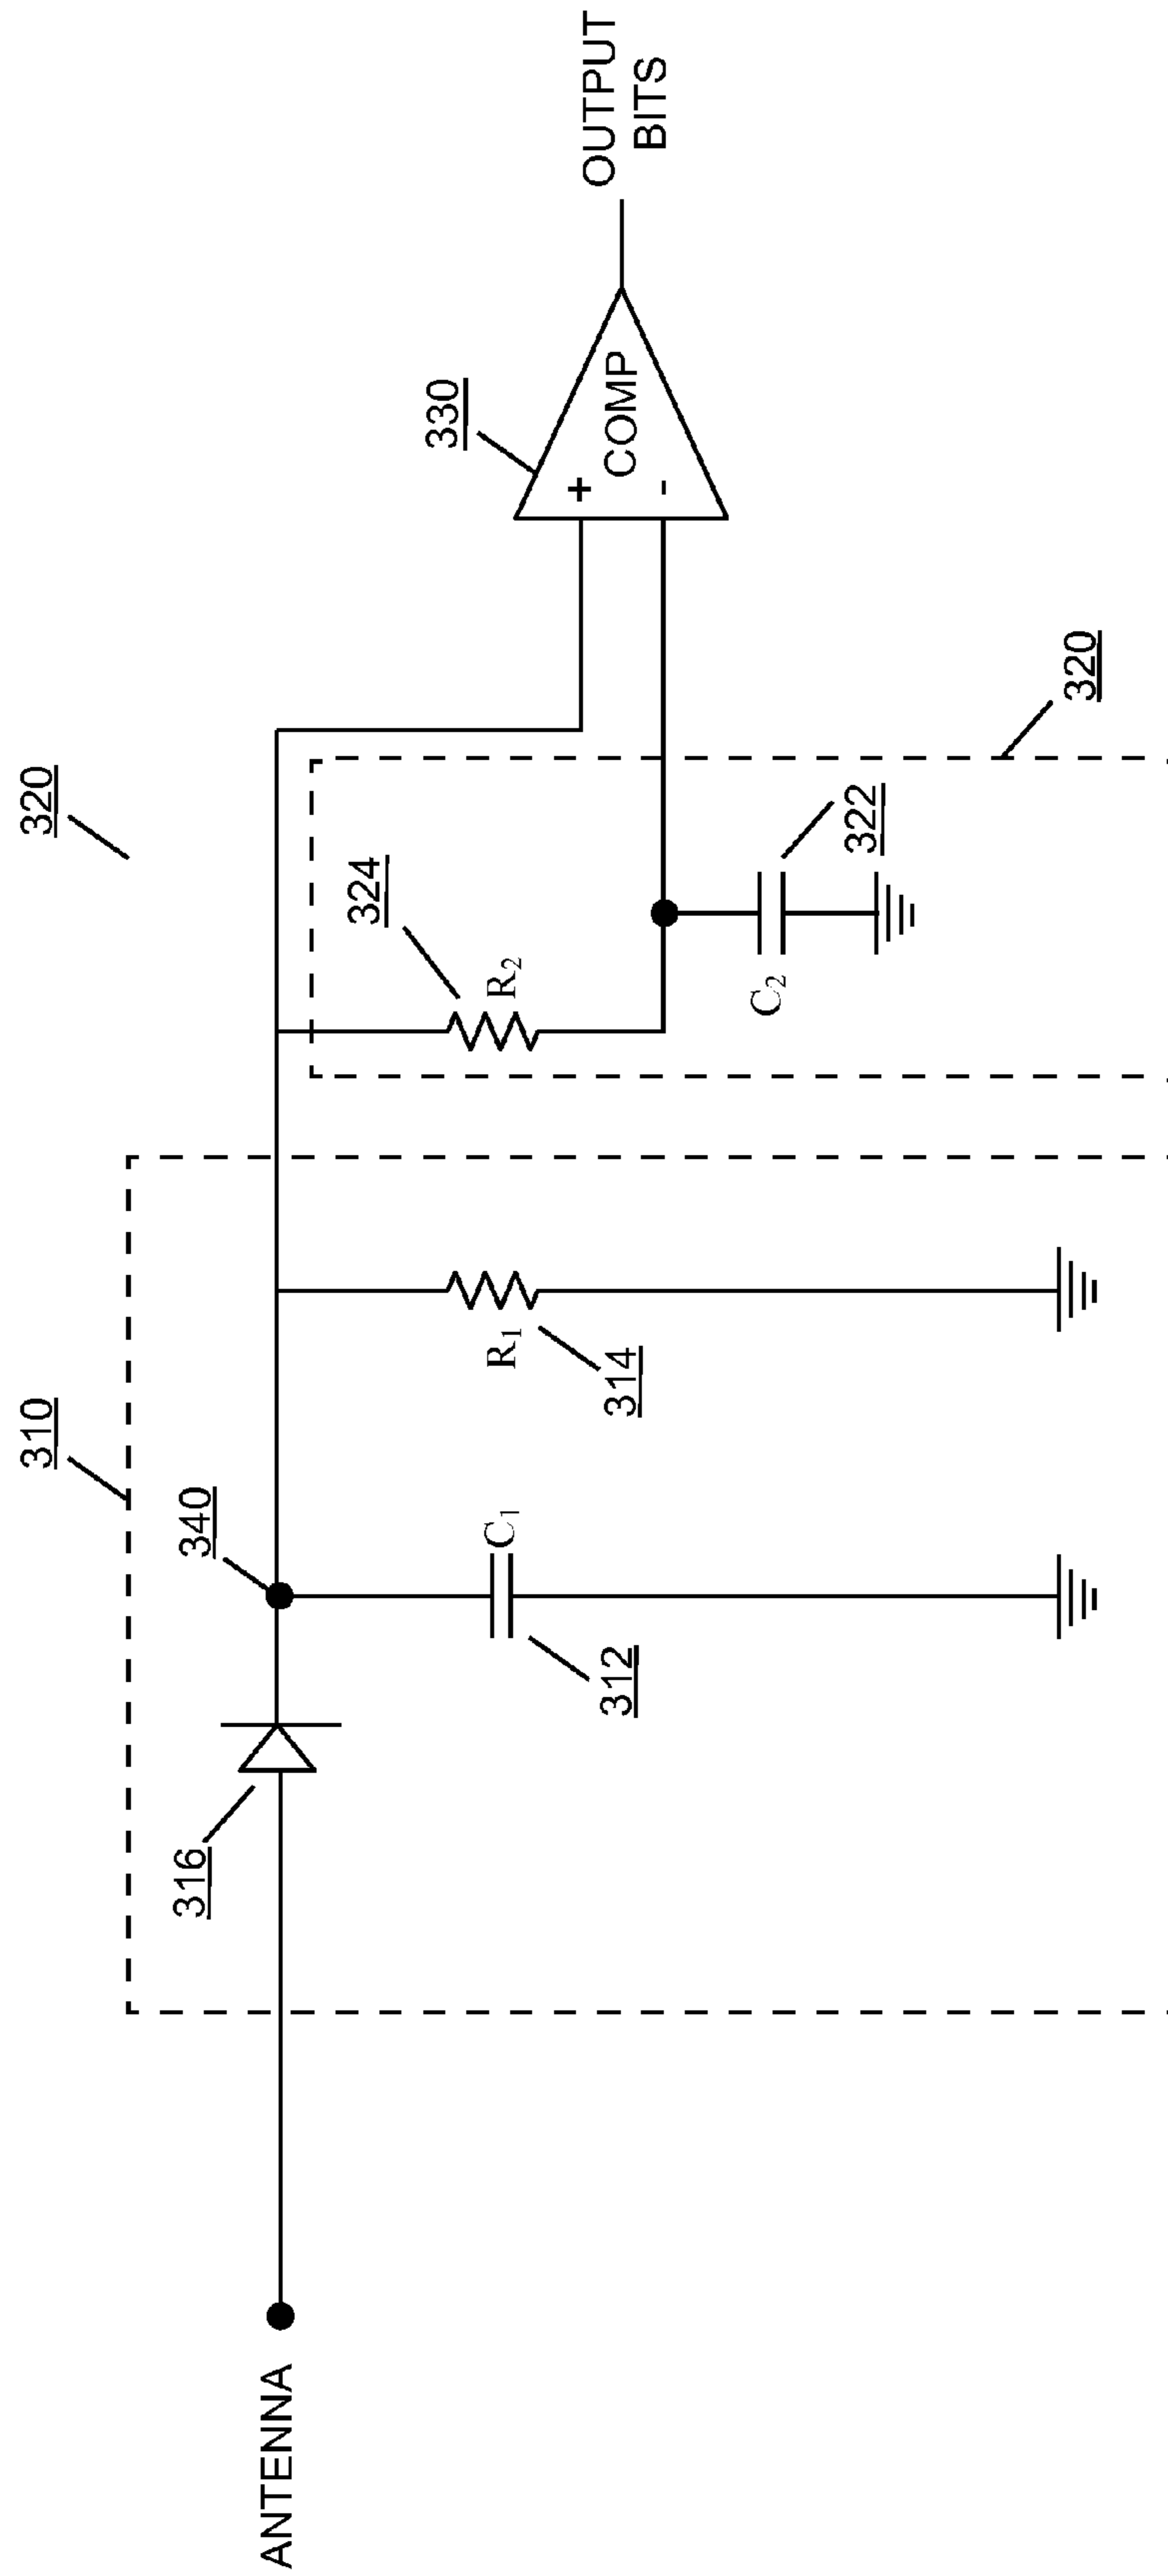 320
310
340
316
ANTENNA
C₁
312
R₁
314
324
R₂
C₂
322
320
330
+
-
COMP
OUTPUT
BITS